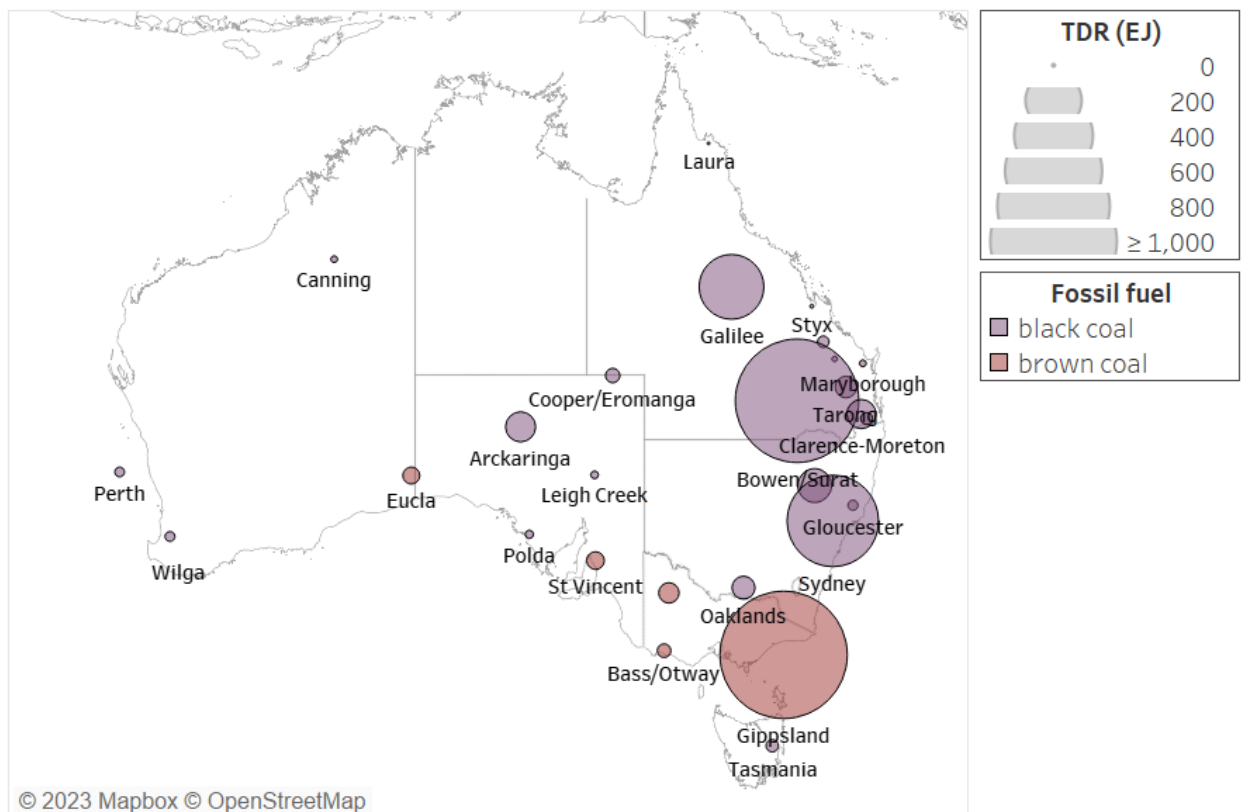 Laura
Canning
Galilee
Styx
Cooper/Eromanga
Maryborough
Tarong
Clarence-Moreton
Arckaringa
Bowen/Surat
Perth
Eucla
Leigh Creek
Gloucester
Wilga
Polda
St Vincent
Sydney
Oaklands
Bass/Otway
Gippsland
Tasmania
© 2023 Mapbox © OpenStreetMap
TDR (EJ)
0
200
400
600
800
≥ 1,000
Fossil fuel
black coal
brown coal